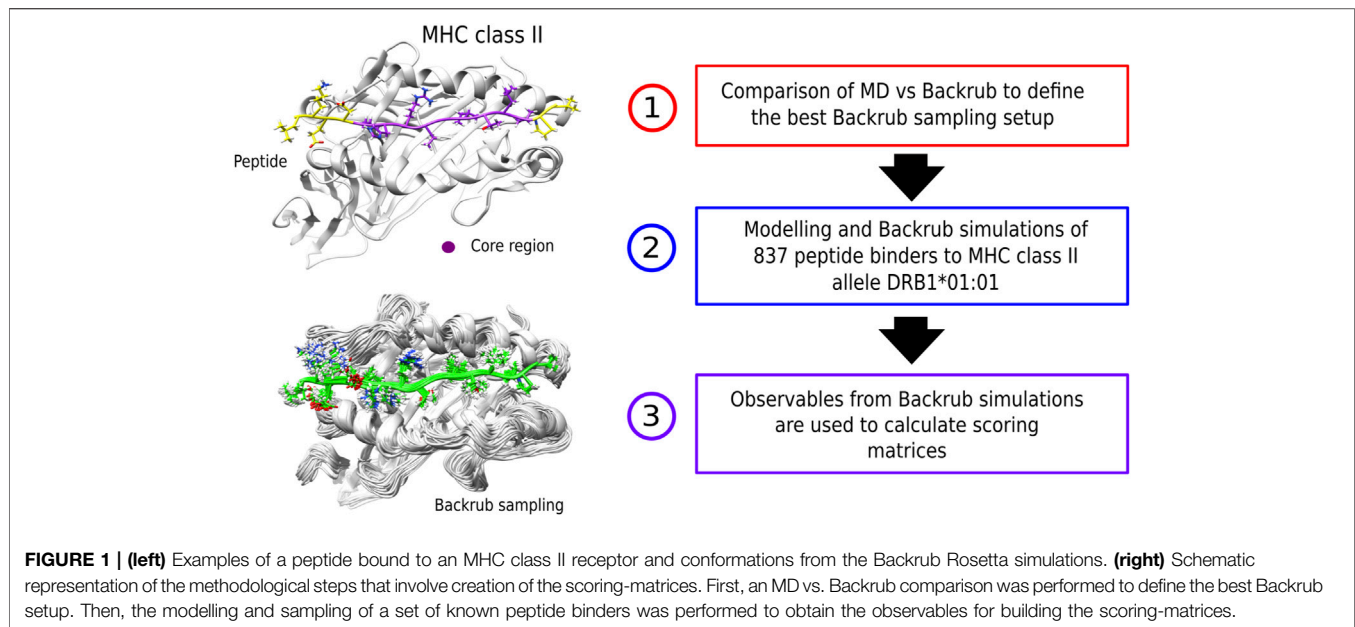 MHC class II
Peptide
Core region
Backrub sampling
1
Comparison of MD vs Backrub to define
the best Backrub sampling setup
2
Modelling and Backrub simulations of
837 peptide binders to MHC class II
allele DRB1*01:01
3
Observables from Backrub simulations
are used to calculate scoring
matrices
FIGURE 1 | (left) Examples of a peptide bound to an MHC class II receptor and conformations from the Backrub Rosetta simulations. (right) Schematic
representation of the methodological steps that involve creation of the scoring-matrices. First, an MD vs. Backrub comparison was performed to define the best Backrub
setup. Then, the modelling and sampling of a set of known peptide binders was performed to obtain the observables for building the scoring-matrices.